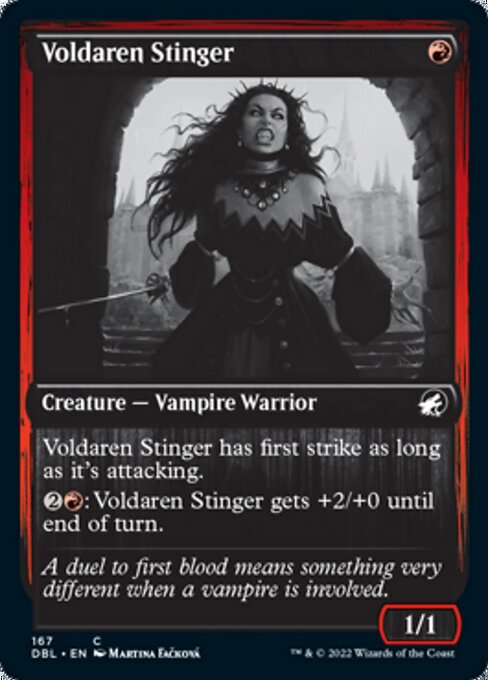 Voldaren Stinger
Creature — Vampire Warrior
Voldaren Stinger has first strike as long
as it's attacking.
2R: Voldaren Stinger gets +2/+0 until
end of turn.
A duel to first blood means something very
different when a vampire is involved.
1/1
167 C
DBL • EN Martina Fačková
™ & © 2022 Wizards of the Coast